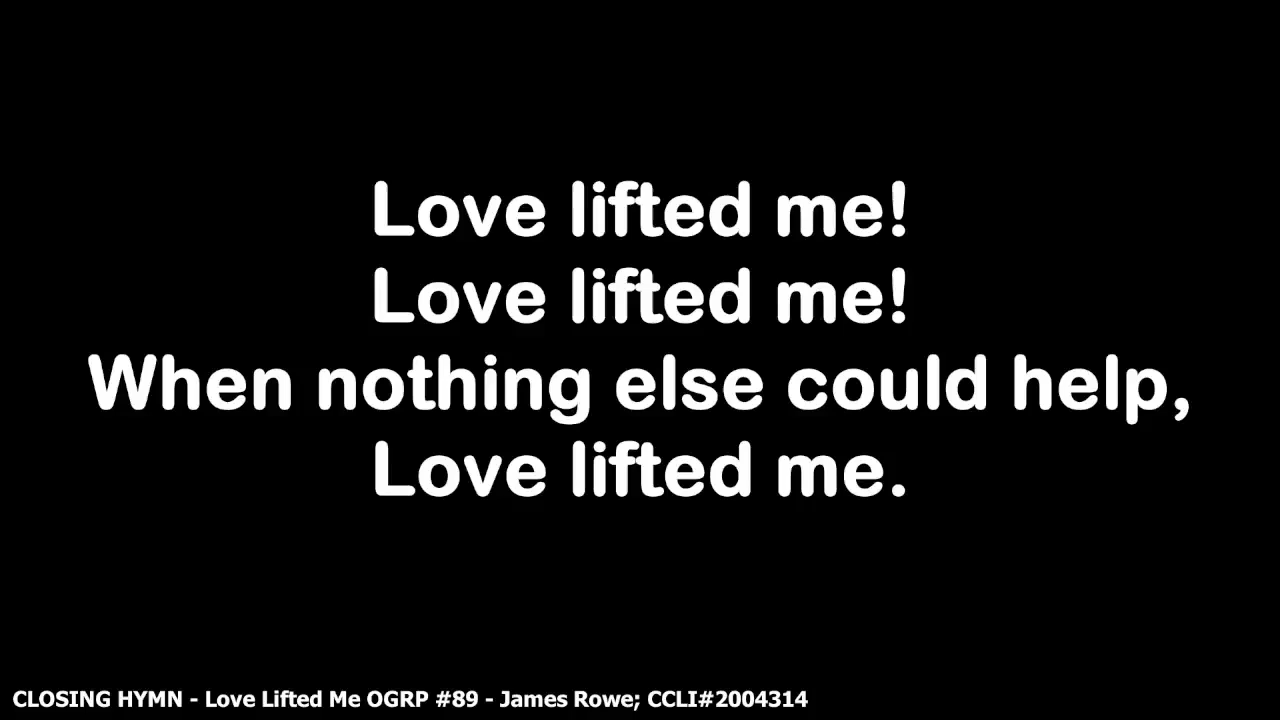 Love lifted me!
Love lifted me!
When nothing else could help,
Love lifted me.
CLOSING HYMN - Love Lifted Me OGRP #89 - James Rowe; CCLI#2004314